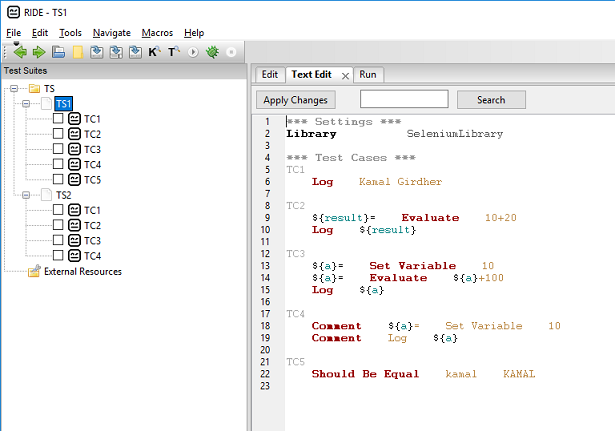 RIDE - TS1
File Edit Tools Navigate Macros Help
K T
Test Suites
TS
TS1
TC1
TC2
TC3
TC4
TC5
TS2
TC1
TC2
TC3
TC4
External Resources
Edit Text Edit Run
Apply Changes Search
1 *** Settings ***
2 Library SeleniumLibrary
3
4 *** Test Cases ***
5 TC1
6 Log Kamal Girdher
7
8 TC2
9 ${result}= Evaluate 10+20
10 Log ${result}
11
12 TC3
13 ${a}= Set Variable 10
14 ${a}= Evaluate ${a}+100
15 Log ${a}
16
17 TC4
18 Comment ${a}= Set Variable 10
19 Comment Log ${a}
20
21 TC5
22 Should Be Equal kamal KAMAL
23